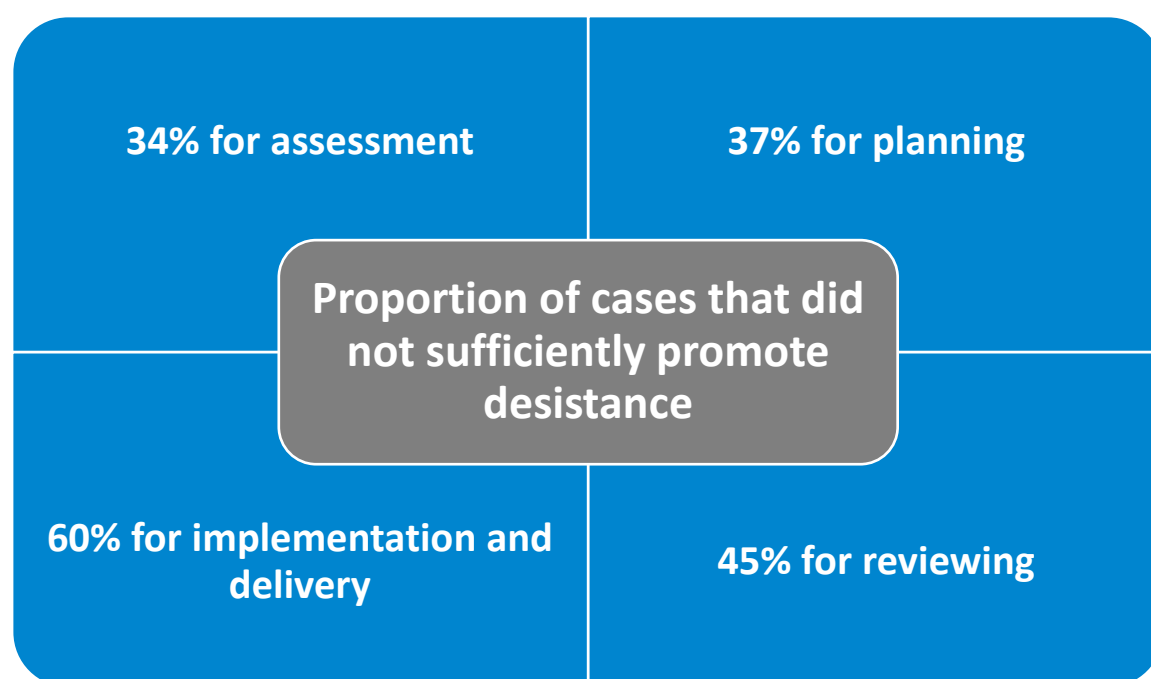 34% for assessment
37% for planning
Proportion of cases that did
not sufficiently promote
desistance
60% for implementation and
delivery
45% for reviewing